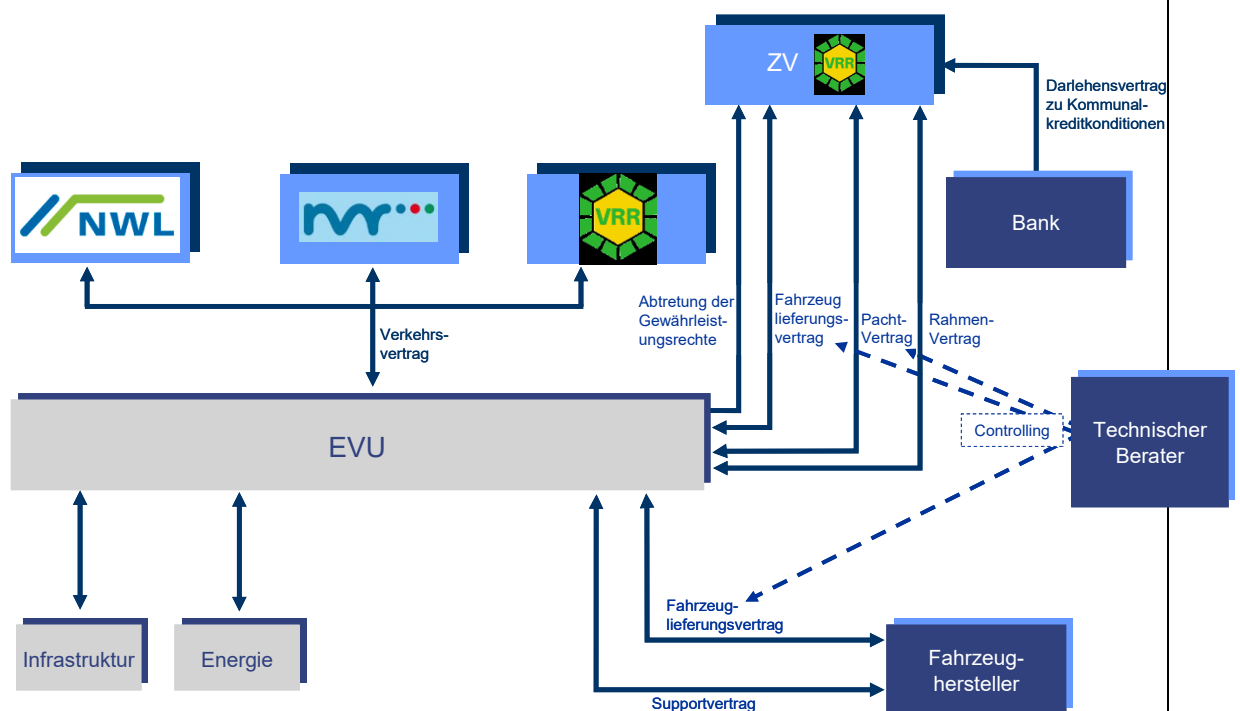 ZV
VRR
Darlehensvertrag
zu Kommunal-
kreditkonditionen
NWL
nvr
VRR
Bank
Abtretung der
Gewährleist-
ungsrechte
Fahrzeug
lieferungs-
vertrag
Pacht-
Vertrag
Rahmen-
Vertrag
Verkehrs-
vertrag
EVU
Controlling
Technischer
Berater
Infrastruktur
Energie
Fahrzeug-
lieferungsvertrag
Fahrzeug-
hersteller
Supportvertrag